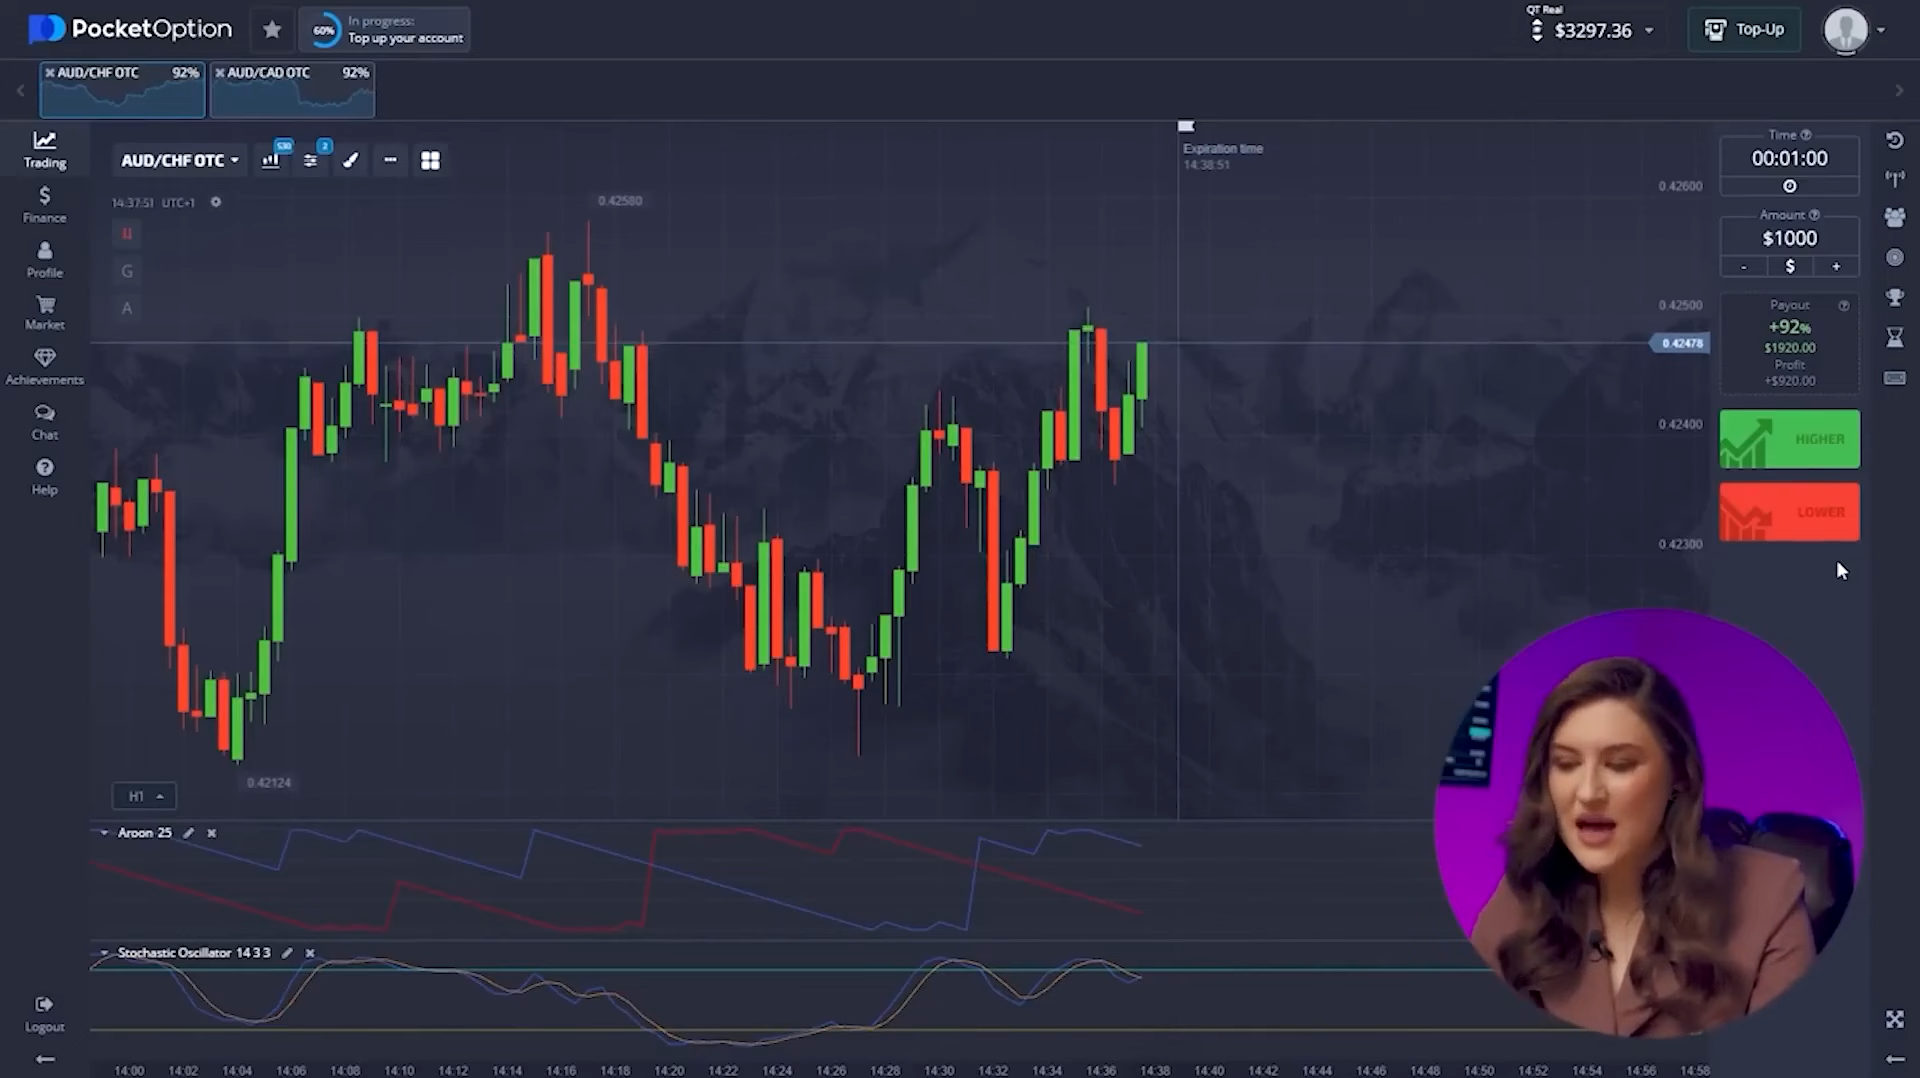 PocketOption
60%
In progress:
Top up your account
QT Real
$3297.36
Top-Up
AUD/CHF OTC 92%
AUD/CAD OTC 92%
Trading
Finance
Profile
Market
Achievements
Chat
Help
Logout
AUD/CHF OTC
530
2
14:37:51 UTC+1
G
A
0.42580
Expiration time
14:38:51
0.42600
0.42500
0.42478
0.42400
0.42300
0.42124
H1
Time
00:01:00
Amount
$1000
- $ +
Payout
+92%
$1920.00
Profit
+$920.00
HIGHER
LOWER
Aroon 25
Stochastic Oscillator 14 3 3
14:00 14:02 14:04 14:06 14:08 14:10 14:12 14:14 14:16 14:18 14:20 14:22 14:24 14:26 14:28 14:30 14:32 14:34 14:36 14:38 14:40 14:42 14:44 14:46 14:48 14:50 14:52 14:54 14:56 14:58